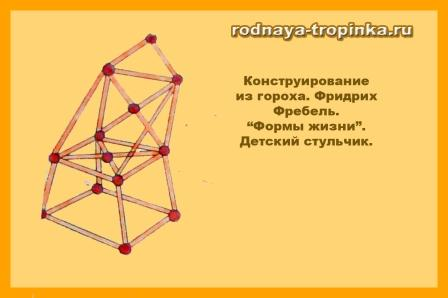 rodnaya-tropinka.ru
Конструирование
из гороха. Фридрих
Фребель.
“Формы жизни”.
Детский стульчик.